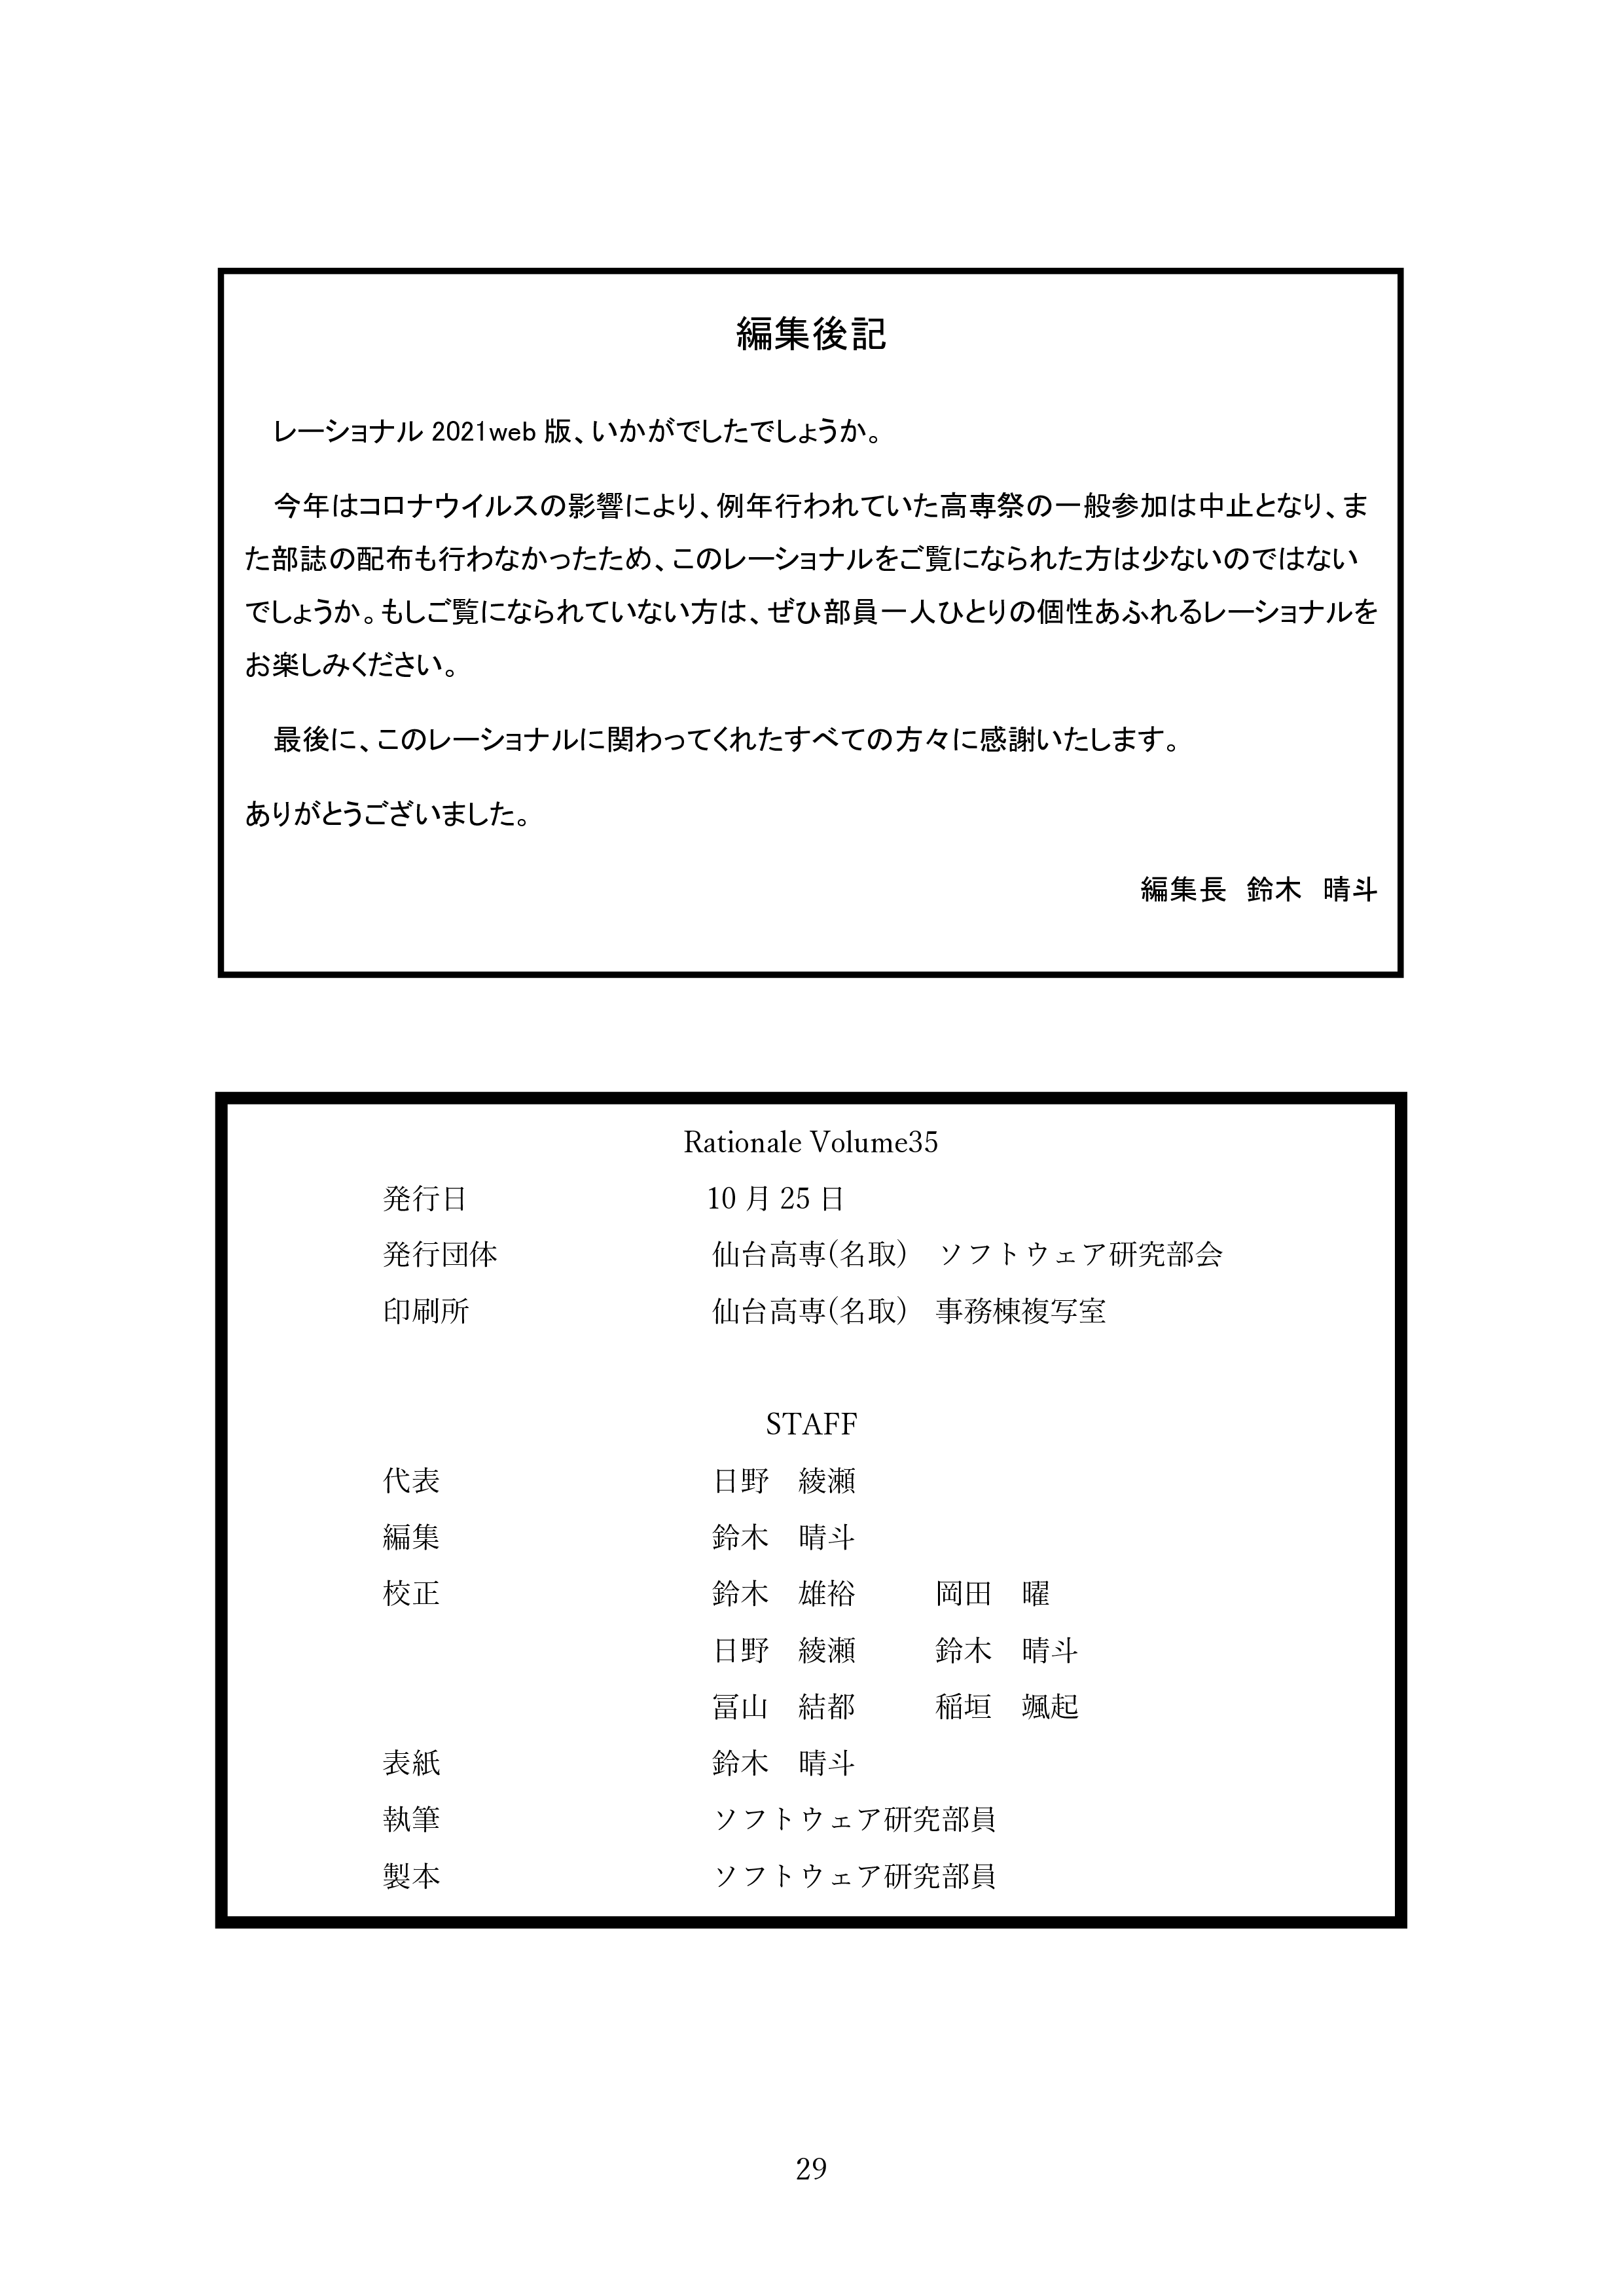 編集後記
レーショナル 2021web 版、いかがでしたでしょうか。
今年はコロナウイルスの影響により、例年行われていた高専祭の一般参加は中止となり、ま
た部誌の配布も行わなかったため、このレーショナルをご覧になられた方は少ないのではない
でしょうか。もしご覧になられていない方は、ぜひ部員一人ひとりの個性あふれるレーショナルを
お楽しみください。
最後に、このレーショナルに関わってくれたすべての方々に感謝いたします。
ありがとうございました。
編集長 鈴木 晴斗
Rationale Volume35
発行日 10 月 25 日
発行団体 仙台高専(名取) ソフトウェア研究部会
印刷所 仙台高専(名取) 事務棟複写室
STAFF
代表 日野 綾瀬
編集 鈴木 晴斗
校正 鈴木 雄裕 岡田 曜
日野 綾瀬 鈴木 晴斗
冨山 結都 稲垣 颯起
表紙 鈴木 晴斗
執筆 ソフトウェア研究部員
製本 ソフトウェア研究部員
29